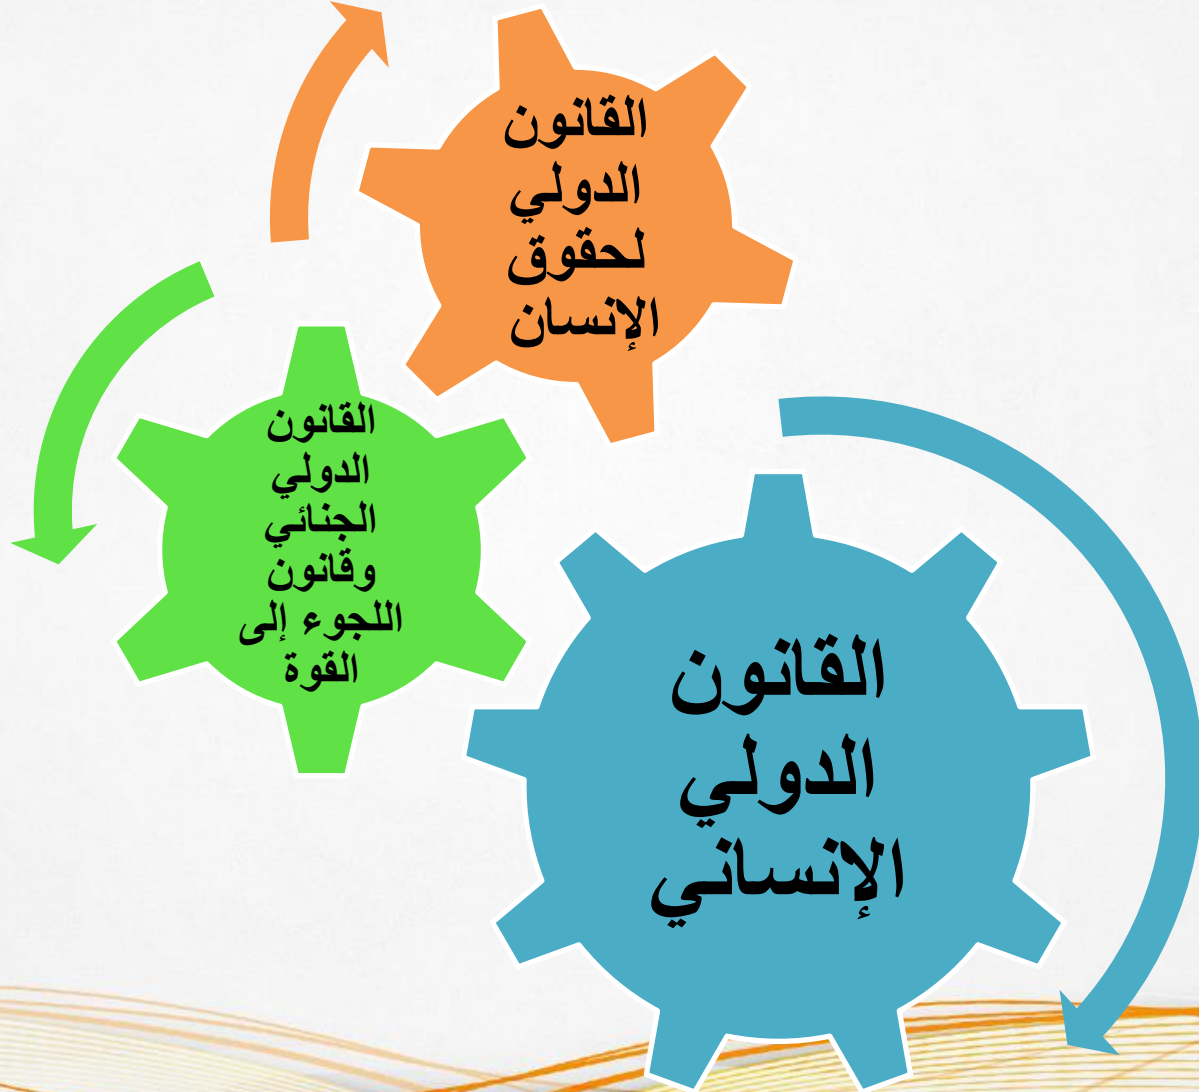 القانون
الدولي
لحقوق
الإنسان
القانون
الدولي
الجنائي
وقانون
اللجوء إلى
القوة
القانون
الدولي
الإنساني